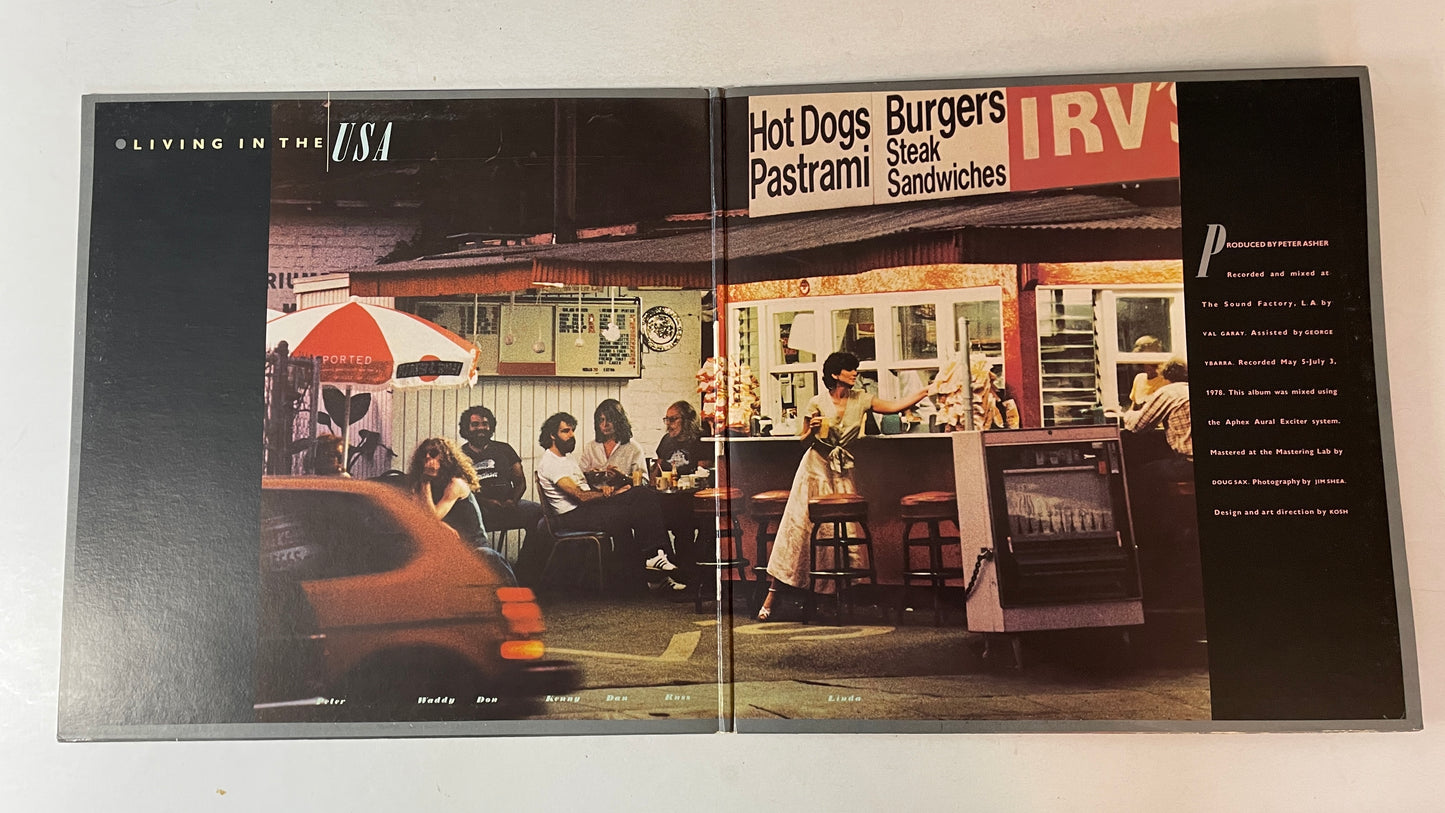 LIVING IN THE USA
Hot Dogs
Pastrami
Burgers
Steak
Sandwiches
IRV'S
PORTED
PRODUCED BY PETER ASHER
Recorded and mixed at
The Sound Factory, L.A. by
VAL GARAY. Assisted by GEORGE
YBARRA. Recorded May 5-July 3,
1978. This album was mixed using
the Aphex Aural Exciter system.
Mastered at the Mastering Lab by
DOUG SAX. Photography by JIM SHEA.
Design and art direction by KOSH
Peter Waddy Don Kenny Dan Russ Linda